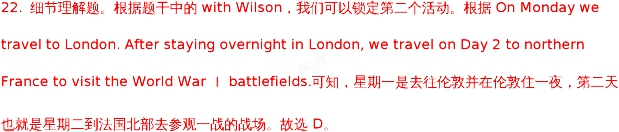 22. 细节理解题。根据题干中的 with Wilson，我们可以锁定第二个活动。根据 On Monday we
travel to London. After staying overnight in London, we travel on Day 2 to northern
France to visit the World War Ⅰ battlefields.可知，星期一是去往伦敦并在伦敦住一夜，第二天
也就是星期二到法国北部去参观一战的战场。故选 D。